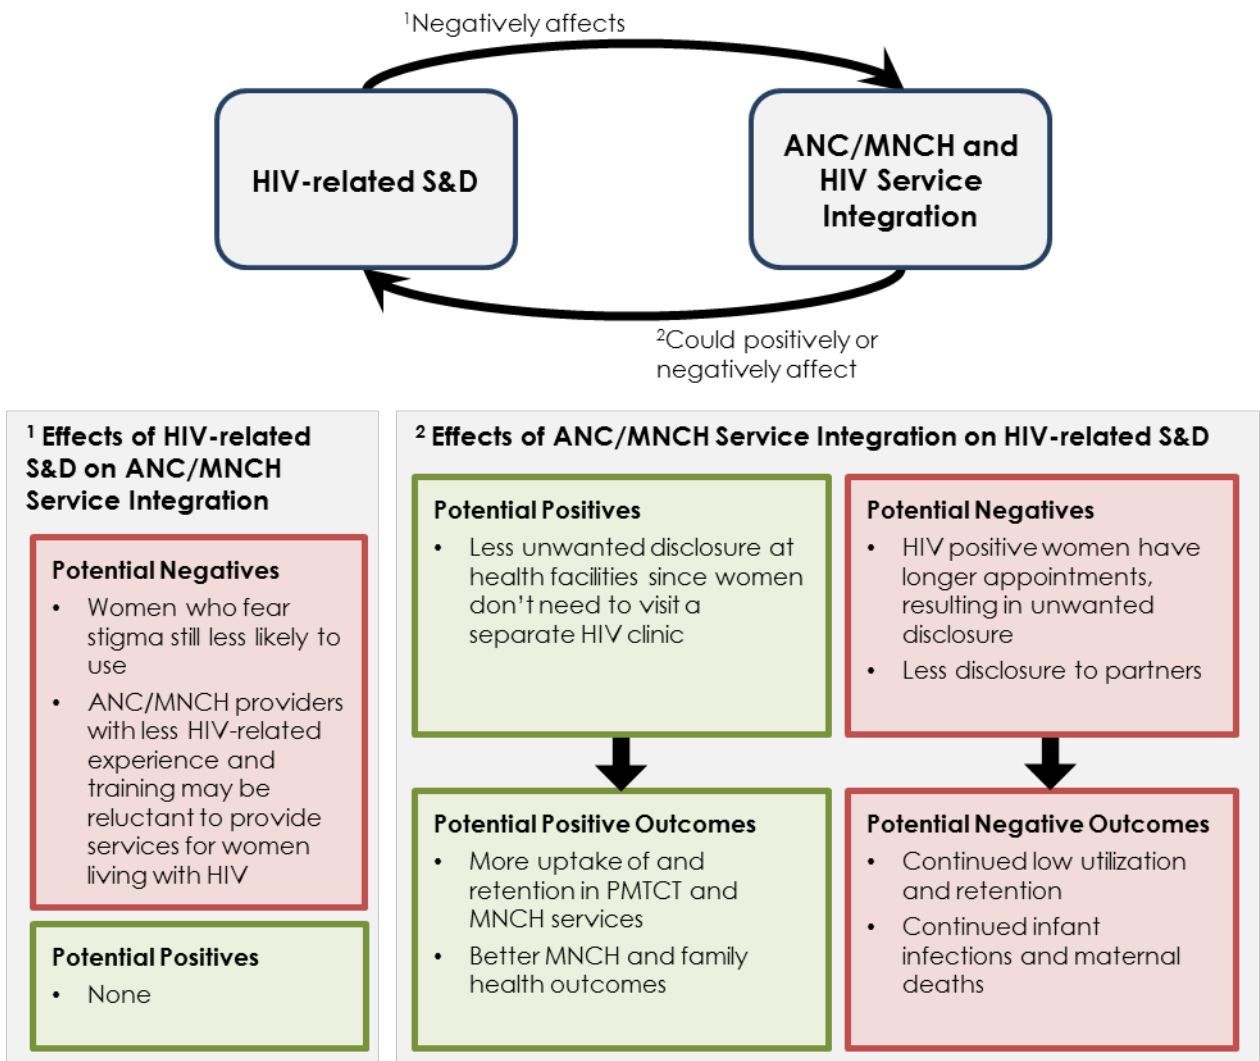 ¹Negatively affects
HIV-related S&D
ANC/MNCH and
HIV Service
Integration
²Could positively or
negatively affect
¹ Effects of HIV-related
S&D on ANC/MNCH
Service Integration
Potential Negatives
• Women who fear
stigma still less likely to
use
• ANC/MNCH providers
with less HIV-related
experience and
training may be
reluctant to provide
services for women
living with HIV
Potential Positives
• None
² Effects of ANC/MNCH Service Integration on HIV-related S&D
Potential Positives
• Less unwanted disclosure at
health facilities since women
don’t need to visit a
separate HIV clinic
Potential Negatives
• HIV positive women have
longer appointments,
resulting in unwanted
disclosure
• Less disclosure to partners
Potential Positive Outcomes
• More uptake of and
retention in PMTCT and
MNCH services
• Better MNCH and family
health outcomes
Potential Negative Outcomes
• Continued low utilization
and retention
• Continued infant
infections and maternal
deaths